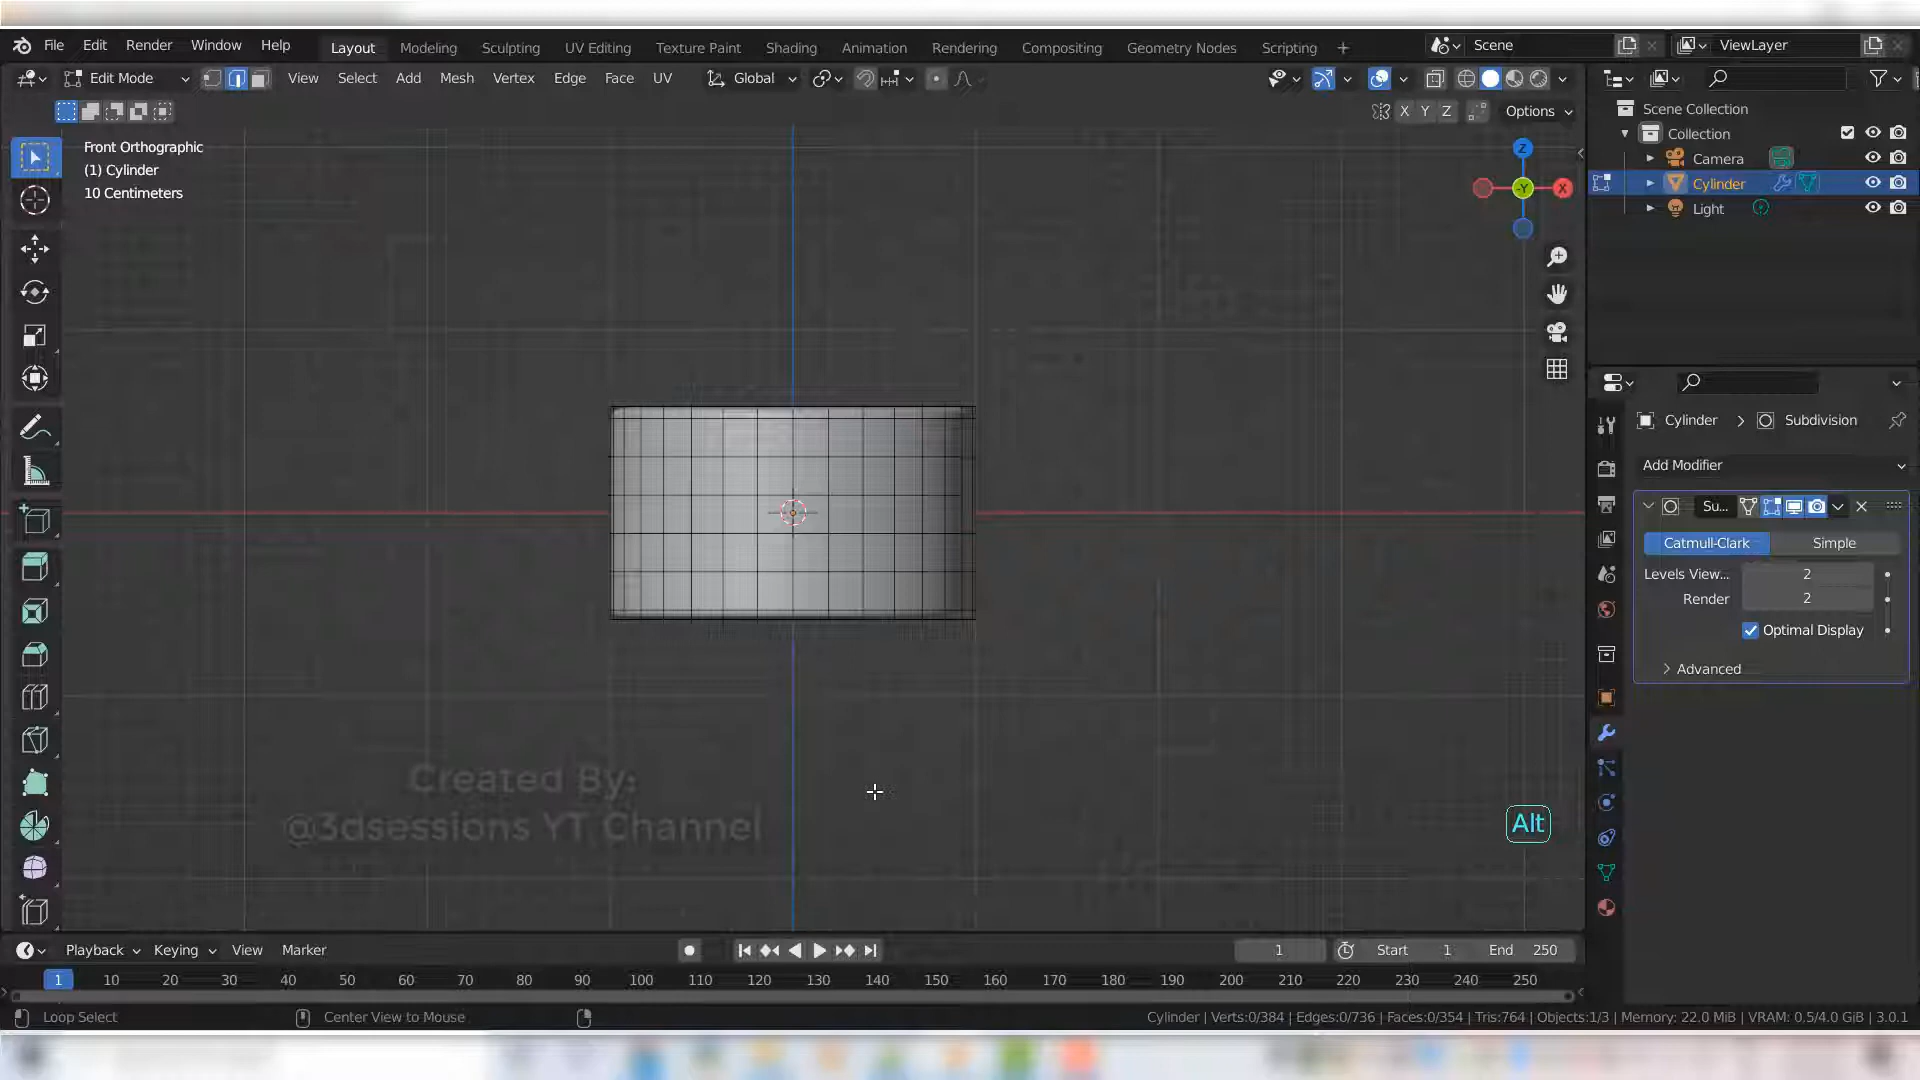 File Edit Render Window Help Layout Modeling Sculpting UV Editing Texture Paint Shading Animation Rendering Compositing Geometry Nodes Scripting + Scene ViewLayer
Edit Mode View Select Add Mesh Vertex Edge Face UV Global
X Y Z Options
Scene Collection
Collection
Camera
Cylinder
Light
Front Orthographic
(1) Cylinder
10 Centimeters
Z
-Y
X
Cylinder > Subdivision
Add Modifier
Su...
Catmull-Clark Simple
Levels View... 2
Render 2
Optimal Display
Advanced
Created By:
@3dsessions YT Channel
Alt
Playback Keying View Marker 1 Start 1 End 250
1 10 20 30 40 50 60 70 80 90 100 110 120 130 140 150 160 170 180 190 200 210 220 230 240 250
Loop Select Center View to Mouse Cylinder | Verts:0/384 | Edges:0/736 | Faces:0/354 | Tris:764 | Objects:1/3 | Memory: 22.0 MiB | VRAM: 0.5/4.0 GiB | 3.0.1